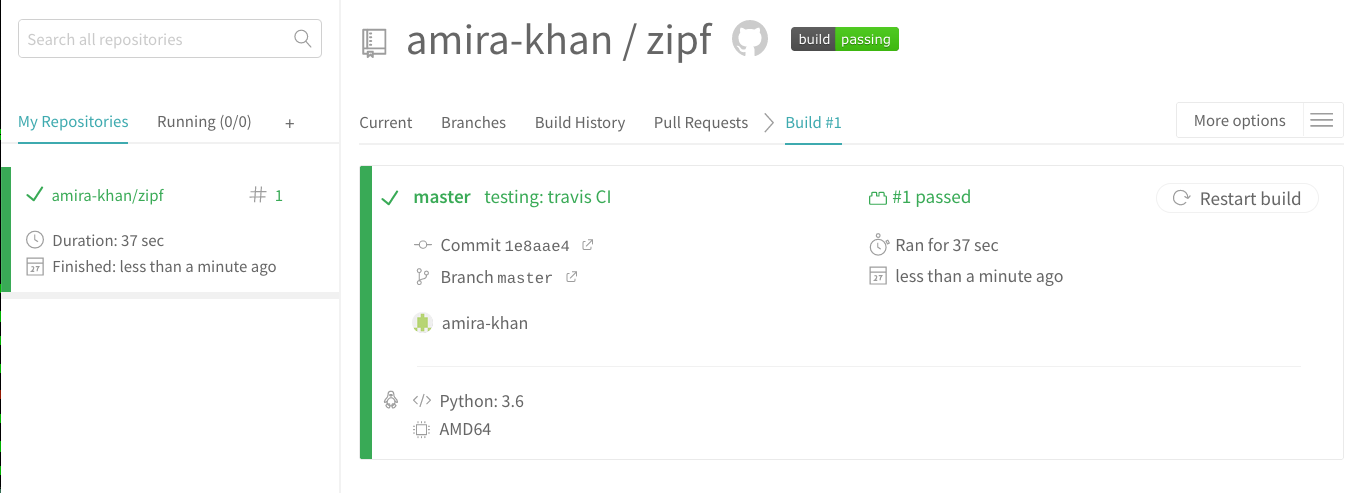 Search all repositories
My Repositories Running (0/0) +
amira-khan/zipf # 1
Duration: 37 sec
27 Finished: less than a minute ago
amira-khan / zipf build passing
Current Branches Build History Pull Requests Build #1 More options
master testing: travis CI #1 passed Restart build
Commit 1e8aae4 Ran for 37 sec
Branch master 27 less than a minute ago
amira-khan
</> Python: 3.6
AMD64